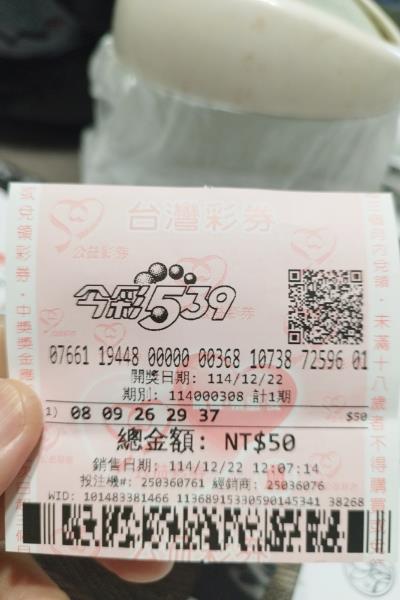 台灣彩券
公益彩券
今彩539
07661 19448 00000 00368 10738 72596 01
開獎日期: 114/12/22
期別: 114000308 計1期
1) 08 09 26 29 37 $50
總金額: NT$50
銷售日期: 114/12/22 12:07:14
投注機#: 250360761 經銷商: 25036076
WID: 101483381466 11368915330590145341 38268